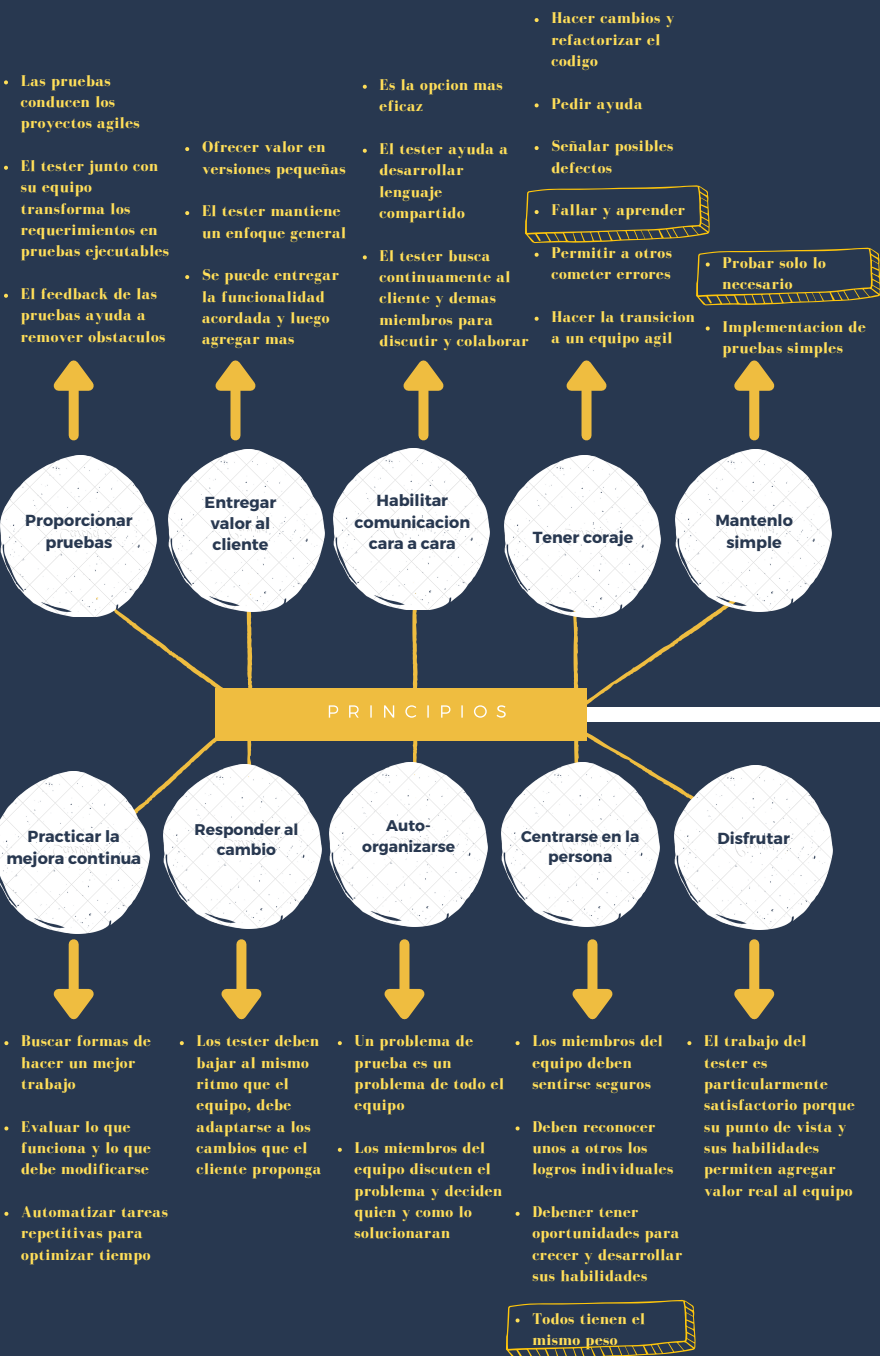 • Las pruebas
conducen los
proyectos agiles
• El tester junto con
su equipo
transforma los
requerimientos en
pruebas ejecutables
• El feedback de las
pruebas ayuda a
remover obstaculos
• Ofrecer valor en
versiones pequeñas
• El tester mantiene
un enfoque general
• Se puede entregar
la funcionalidad
acordada y luego
agregar mas
• Es la opcion mas
eficaz
• El tester ayuda a
desarrollar
lenguaje
compartido
• El tester busca
continuamente al
cliente y demas
miembros para
discutir y colaborar
• Hacer cambios y
refactorizar el
codigo
• Pedir ayuda
• Señalar posibles
defectos
• Fallar y aprender
• Permitir a otros
cometer errores
• Hacer la transicion
a un equipo agil
• Probar solo lo
necesario
• Implementacion de
pruebas simples
Proporcionar
pruebas
Entregar
valor al
cliente
Habilitar
comunicacion
cara a cara
Tener coraje
Mantenlo
simple
PRINCIPIOS
Practicar la
mejora continua
Responder al
cambio
Auto-
organizarse
Centrarse en la
persona
Disfrutar
• Buscar formas de
hacer un mejor
trabajo
• Evaluar lo que
funciona y lo que
debe modificarse
• Automatizar tareas
repetitivas para
optimizar tiempo
• Los tester deben
bajar al mismo
ritmo que el
equipo, debe
adaptarse a los
cambios que el
cliente proponga
• Un problema de
prueba es un
problema de todo el
equipo
• Los miembros del
equipo discuten el
problema y deciden
quien y como lo
solucionaran
• Los miembros del
equipo deben
sentirse seguros
• Deben reconocer
unos a otros los
logros individuales
• Debener tener
oportunidades para
crecer y desarrollar
sus habilidades
• Todos tienen el
mismo peso
• El trabajo del
tester es
particularmente
satisfactorio porque
su punto de vista y
sus habilidades
permiten agregar
valor real al equipo